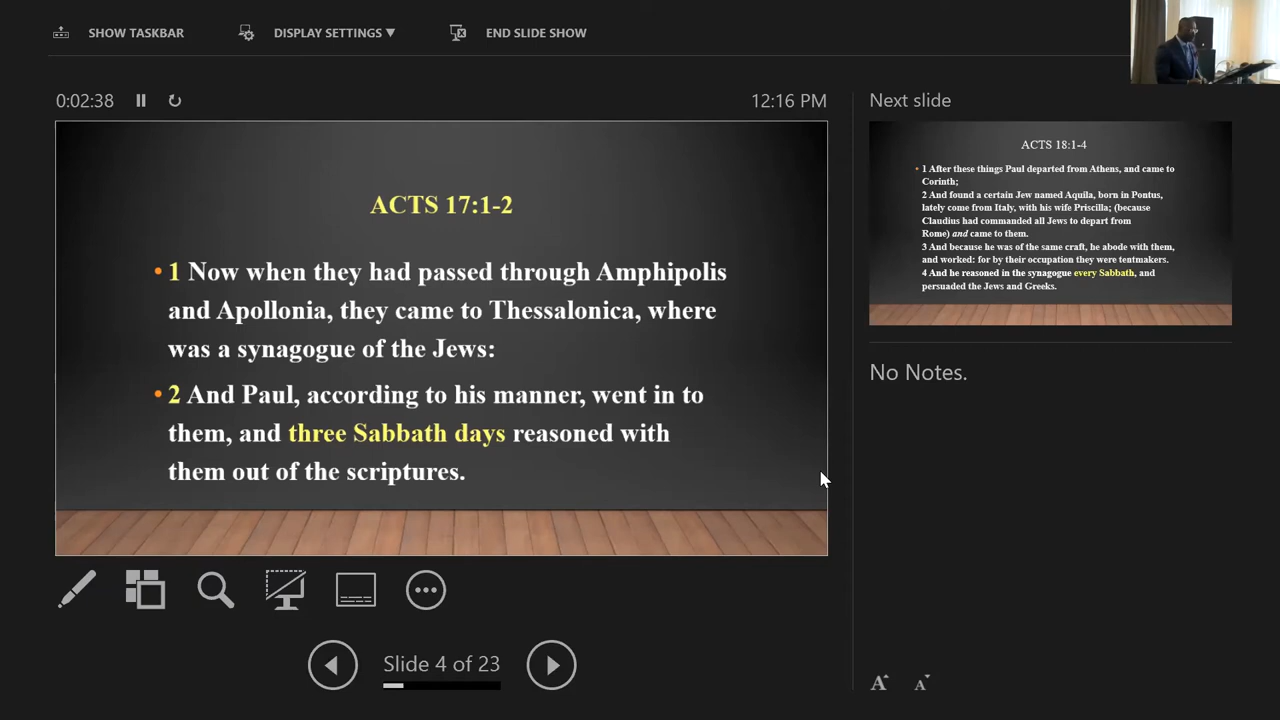 SHOW TASKBAR
DISPLAY SETTINGS ▼
END SLIDE SHOW
0:02:38
12:16 PM
ACTS 17:1-2
• 1 Now when they had passed through Amphipolis
and Apollonia, they came to Thessalonica, where
was a synagogue of the Jews:
• 2 And Paul, according to his manner, went in to
them, and three Sabbath days reasoned with
them out of the scriptures.
Slide 4 of 23
Next slide
ACTS 18:1-4
• 1 After these things Paul departed from Athens, and came to
Corinth;
2 And found a certain Jew named Aquila, born in Pontus,
lately come from Italy, with his wife Priscilla; (because
Claudius had commanded all Jews to depart from
Rome) and came to them.
3 And because he was of the same craft, he abode with them,
and worked: for by their occupation they were tentmakers.
4 And he reasoned in the synagogue every Sabbath, and
persuaded the Jews and Greeks.
No Notes.
A A